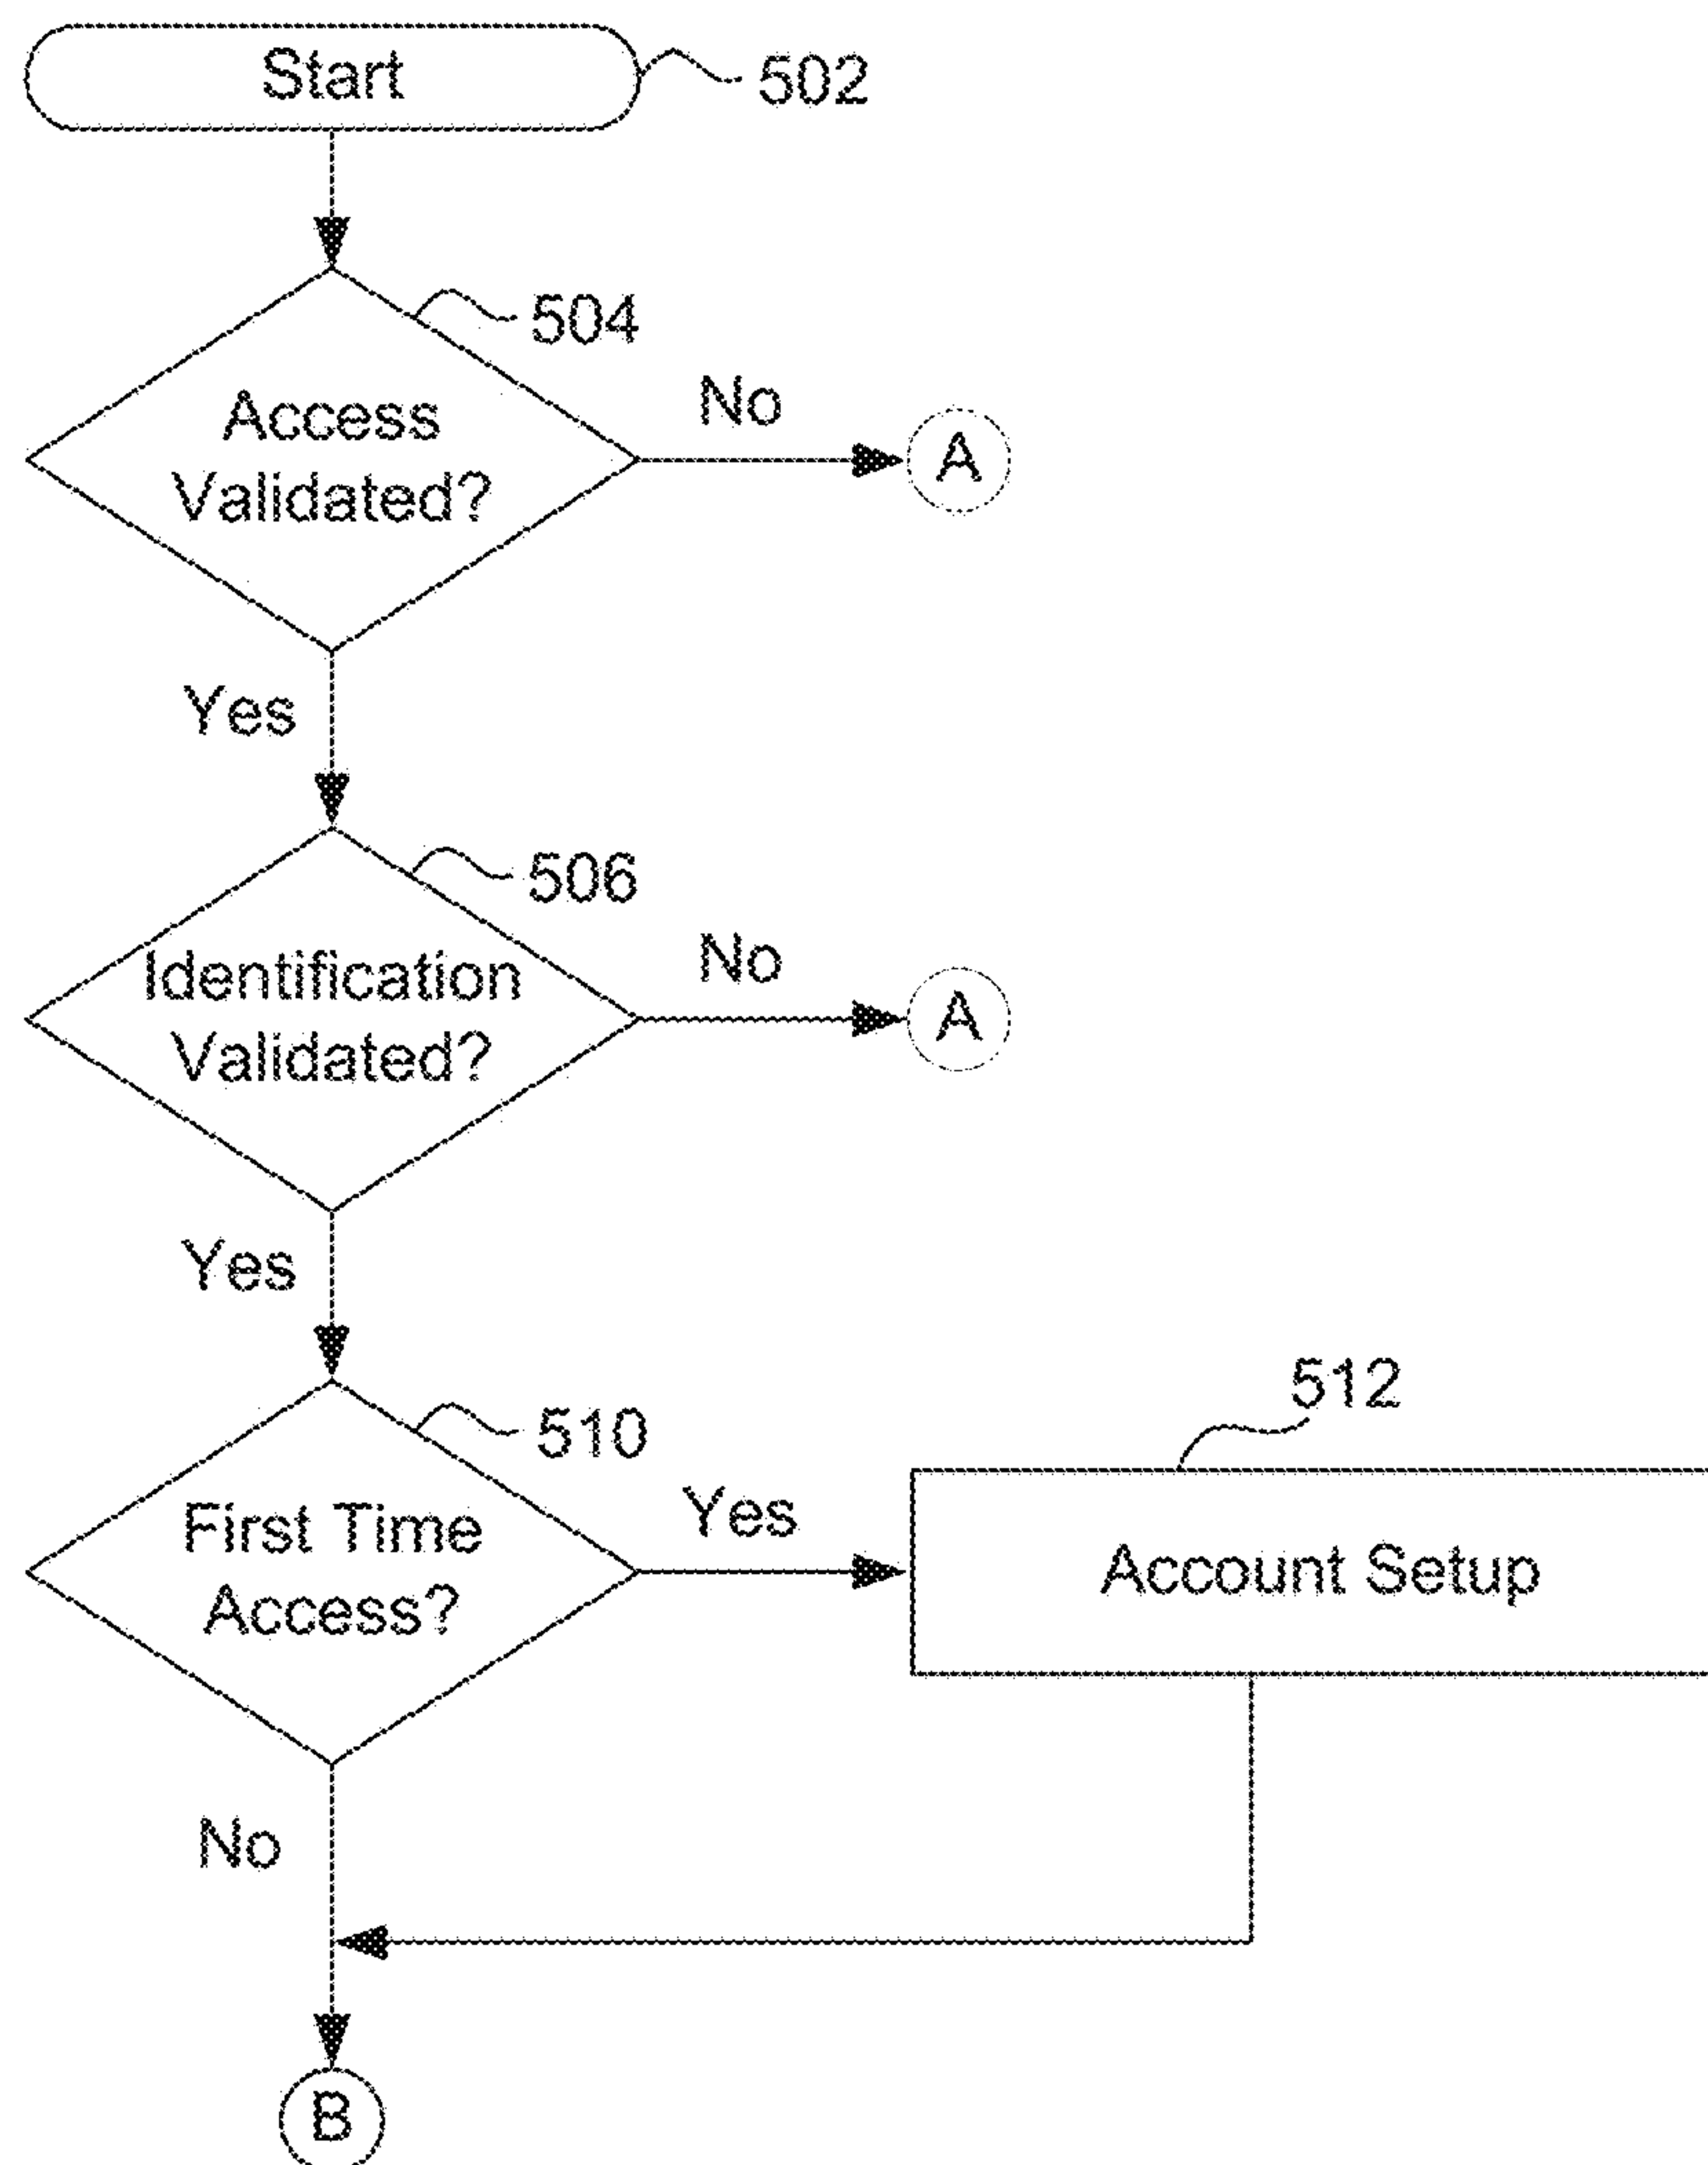 Start
502
504
Access
Validated?
No
A
Yes
506
Identification
Validated?
No
A
Yes
510
First Time
Access?
Yes
512
Account Setup
No
B